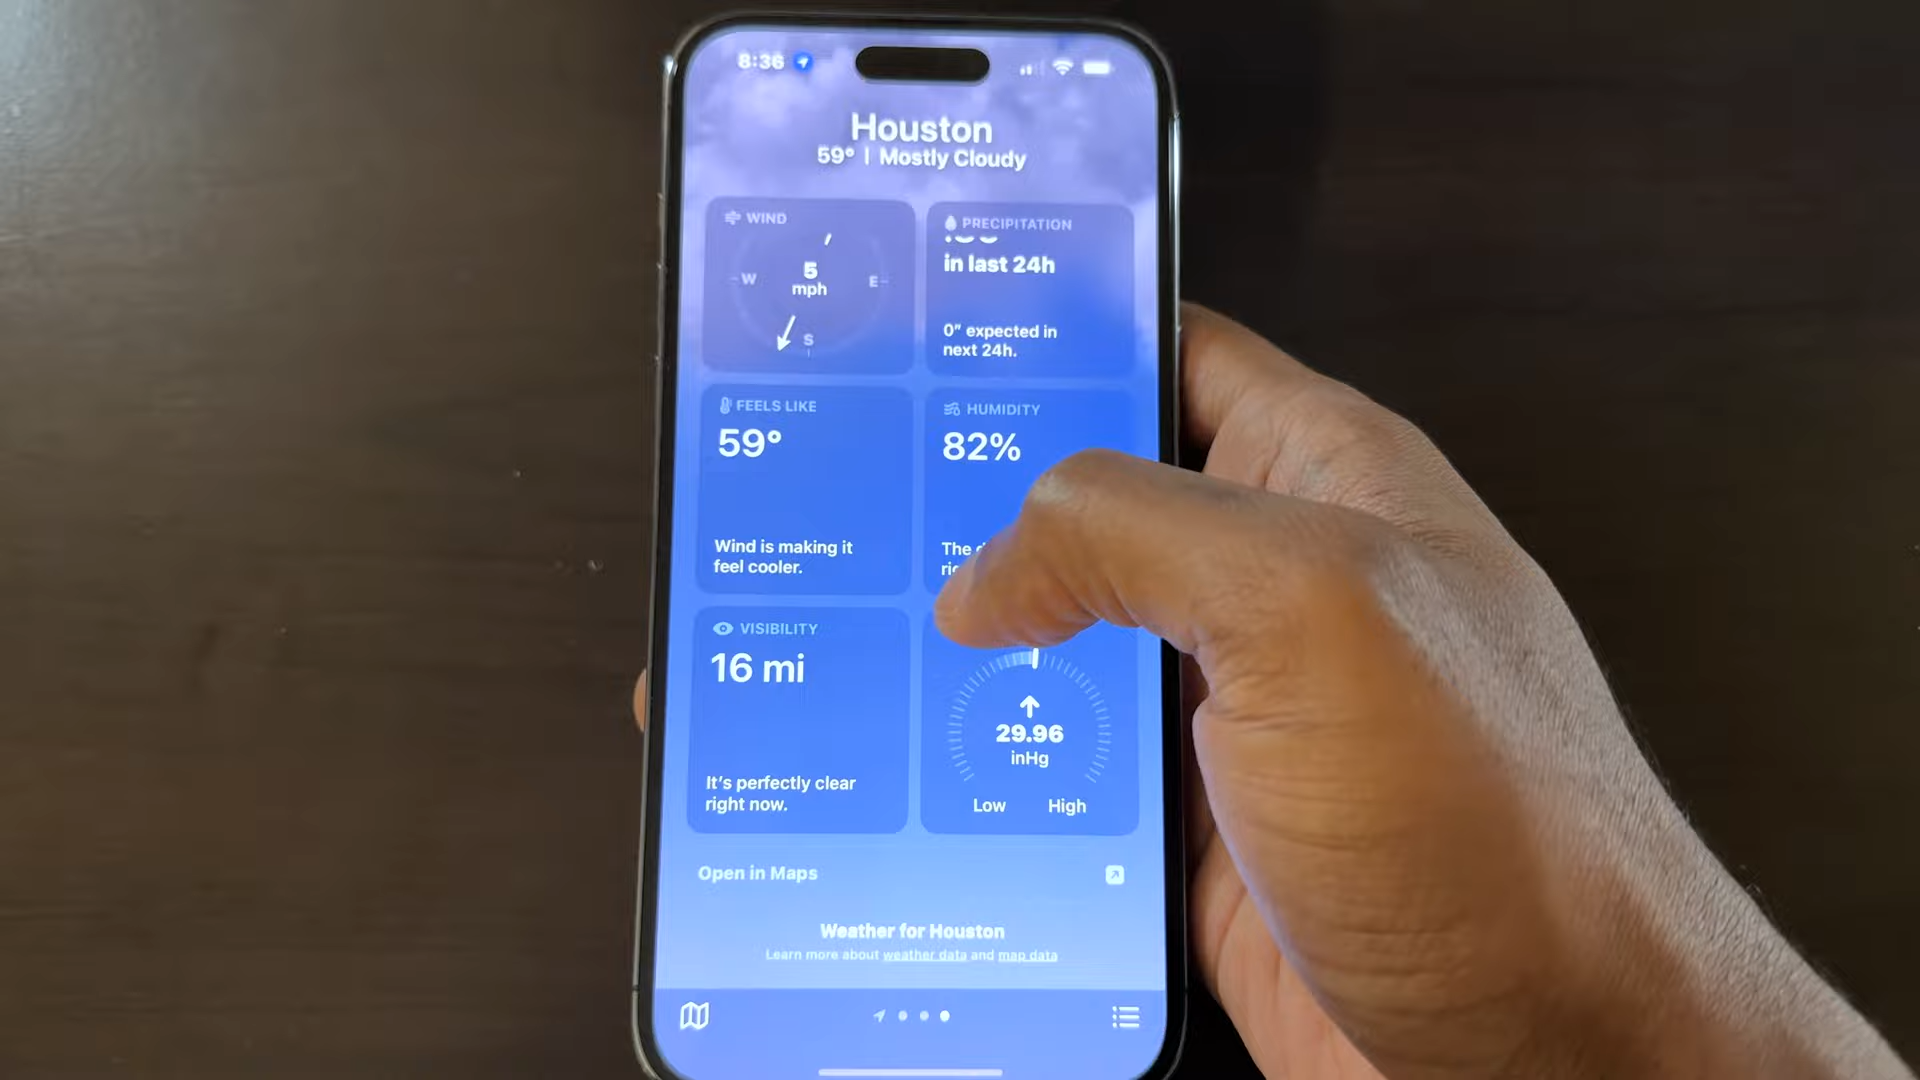 8:36
Houston
59° | Mostly Cloudy
WIND
5
mph
W
E
S
PRECIPITATION
in last 24h
0" expected in
next 24h.
FEELS LIKE
59°
Wind is making it
feel cooler.
HUMIDITY
82%
The
VISIBILITY
16 mi
It's perfectly clear
right now.
29.96
inHg
Low High
Open in Maps
Weather for Houston
Learn more about weather data and map data